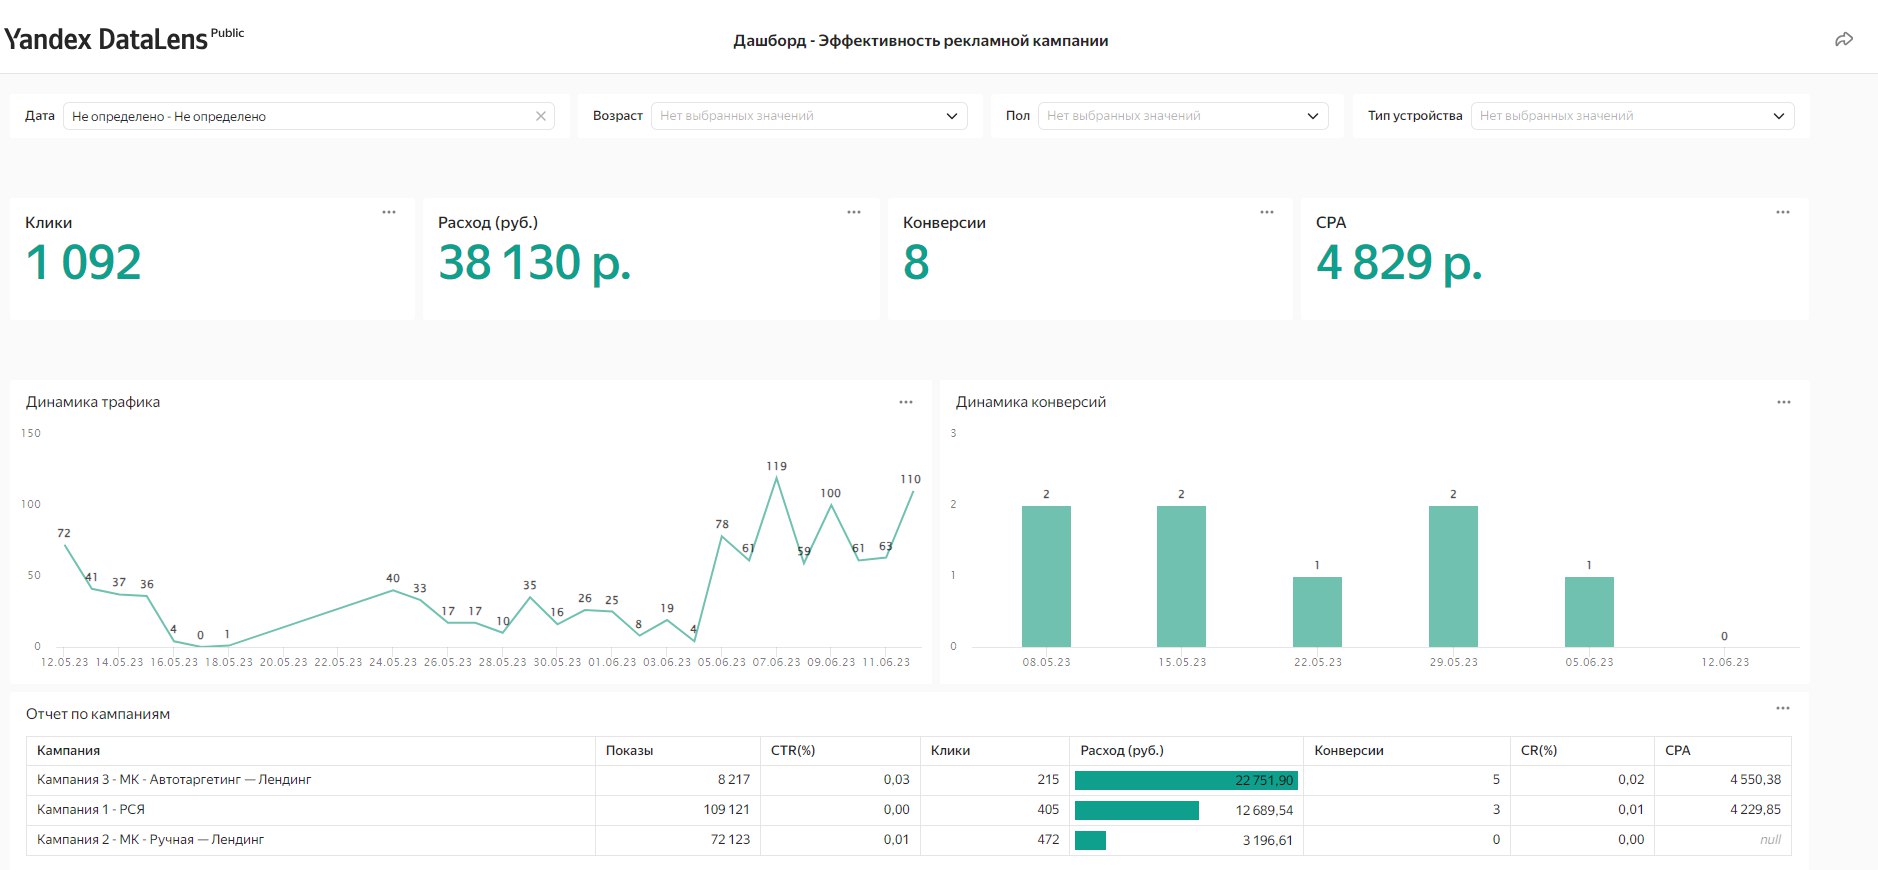 Yandex DataLens Public
Дашборд - Эффективность рекламной кампании
Дата Не определено - Не определено Возраст Нет выбранных значений Пол Нет выбранных значений Тип устройства Нет выбранных значений
Клики Расход (руб.) Конверсии CPA
1 092 38 130 р. 8 4 829 р.
Динамика трафика
150
100
50
0
72 41 37 36 4 0 1 40 33 17 17 10 35 16 26 25 8 19 4 78 61 119 59 100 61 63 110
12.05.23 14.05.23 16.05.23 18.05.23 20.05.23 22.05.23 24.05.23 26.05.23 28.05.23 30.05.23 01.06.23 03.06.23 05.06.23 07.06.23 09.06.23 11.06.23
Динамика конверсий
3
2
1
0
2 2 1 2 1 0
08.05.23 15.05.23 22.05.23 29.05.23 05.06.23 12.06.23
Отчет по кампаниям
Кампания Показы CTR(%) Клики Расход (руб.) Конверсии CR(%) CPA
Кампания 3 - МК - Автотаргетинг — Лендинг 8 217 0,03 215 22 751,90 5 0,02 4 550,38
Кампания 1 - РСЯ 109 121 0,00 405 12 689,54 3 0,01 4 229,85
Кампания 2 - МК - Ручная — Лендинг 72 123 0,01 472 3 196,61 0 0,00 null